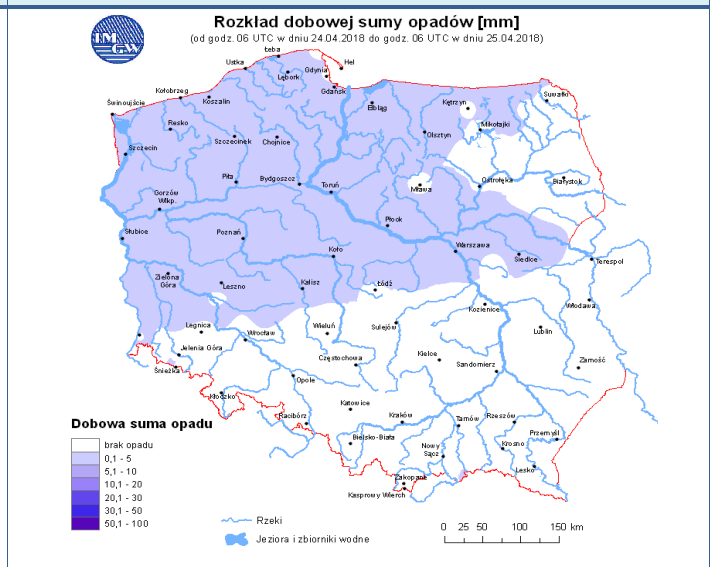 Rozkład dobowej sumy opadów [mm]
(od godz. 06 UTC w dniu 24.04.2018 do godz. 06 UTC w dniu 25.04.2018)
IM
GW
Łeba
Ustka
Hel
Gdynia
Lębork
Gdańsk
Kołobrzeg
Koszalin
Świnoujście
Elbląg
Kętrzyn
Suwałki
Resko
Mikołajki
Olsztyn
Szczecinek
Chojnice
Szczecin
Piła
Bydgoszcz
Toruń
Mława
Ostrołęka
Białystok
Gorzów
Wlkp.
Płock
Słubice
Poznań
Koło
Warszawa
Siedlce
Terespol
Zielona
Góra
Leszno
Kalisz
Łódź
Włodawa
Kozienice
Legnica
Wrocław
Wieluń
Sulejów
Lublin
Jelenia Góra
Śnieżka
Częstochowa
Kielce
Sandomierz
Zamość
Opole
Kłodzko
Katowice
Racibórz
Kraków
Tarnów
Rzeszów
Przemyśl
Bielsko-Biała
Nowy
Sącz
Krosno
Lesko
Zakopane
Kasprowy Wierch
Dobowa suma opadu
brak opadu
0,1 - 5
5,1 - 10
10,1 - 20
20,1 - 30
30,1 - 50
50,1 - 100
Rzeki
Jeziora i zbiorniki wodne
0 25 50 100 150 km